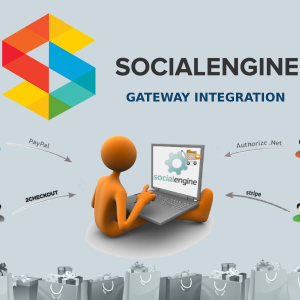 SOCIALENGINE
GATEWAY INTEGRATION
PayPal
Authorize .Net
socialengine
2CHECKOUT
stripe